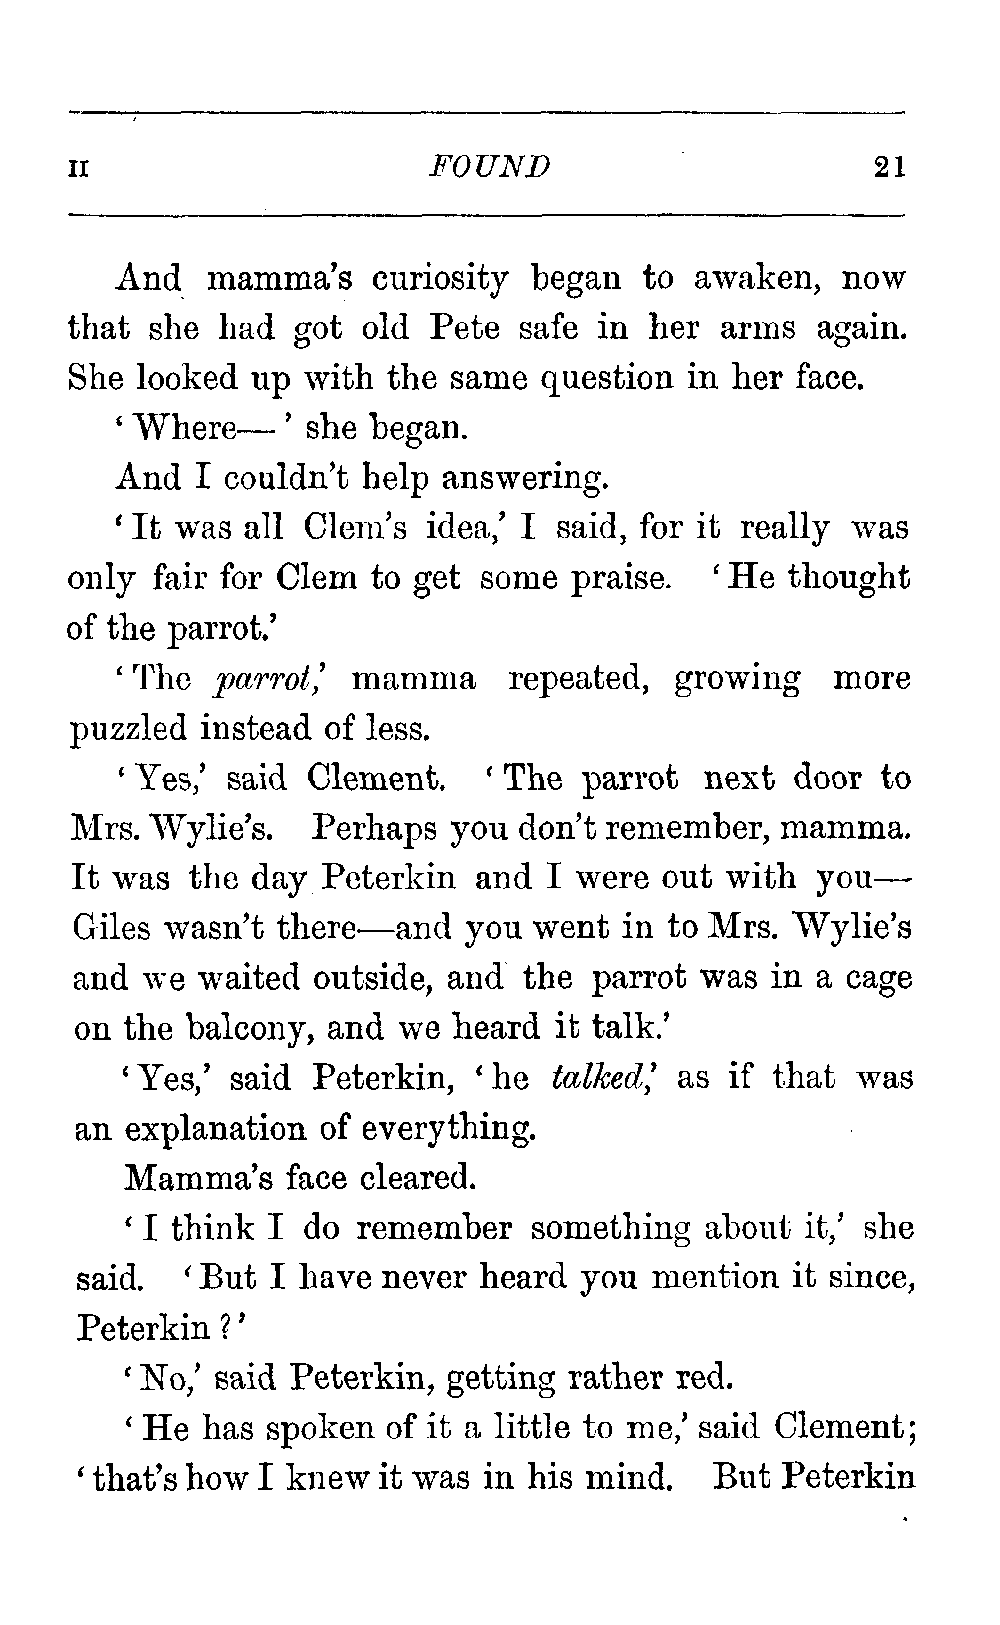 II FOUND 21
And mamma's curiosity began to awaken, now
that she had got old Pete safe in her arms again.
She looked up with the same question in her face.
‘Where—’ she began.
And I couldn't help answering.
‘It was all Clem's idea,’ I said, for it really was
only fair for Clem to get some praise. ‘He thought
of the parrot.’
‘The parrot,’ mamma repeated, growing more
puzzled instead of less.
‘Yes,’ said Clement. ‘The parrot next door to
Mrs. Wylie's. Perhaps you don't remember, mamma.
It was the day Peterkin and I were out with you—
Giles wasn't there—and you went in to Mrs. Wylie's
and we waited outside, and the parrot was in a cage
on the balcony, and we heard it talk.’
‘Yes,’ said Peterkin, ‘he talked,’ as if that was
an explanation of everything.
Mamma's face cleared.
‘I think I do remember something about it,’ she
said. ‘But I have never heard you mention it since,
Peterkin?’
‘No,’ said Peterkin, getting rather red.
‘He has spoken of it a little to me,’ said Clement;
‘that's how I knew it was in his mind. But Peterkin